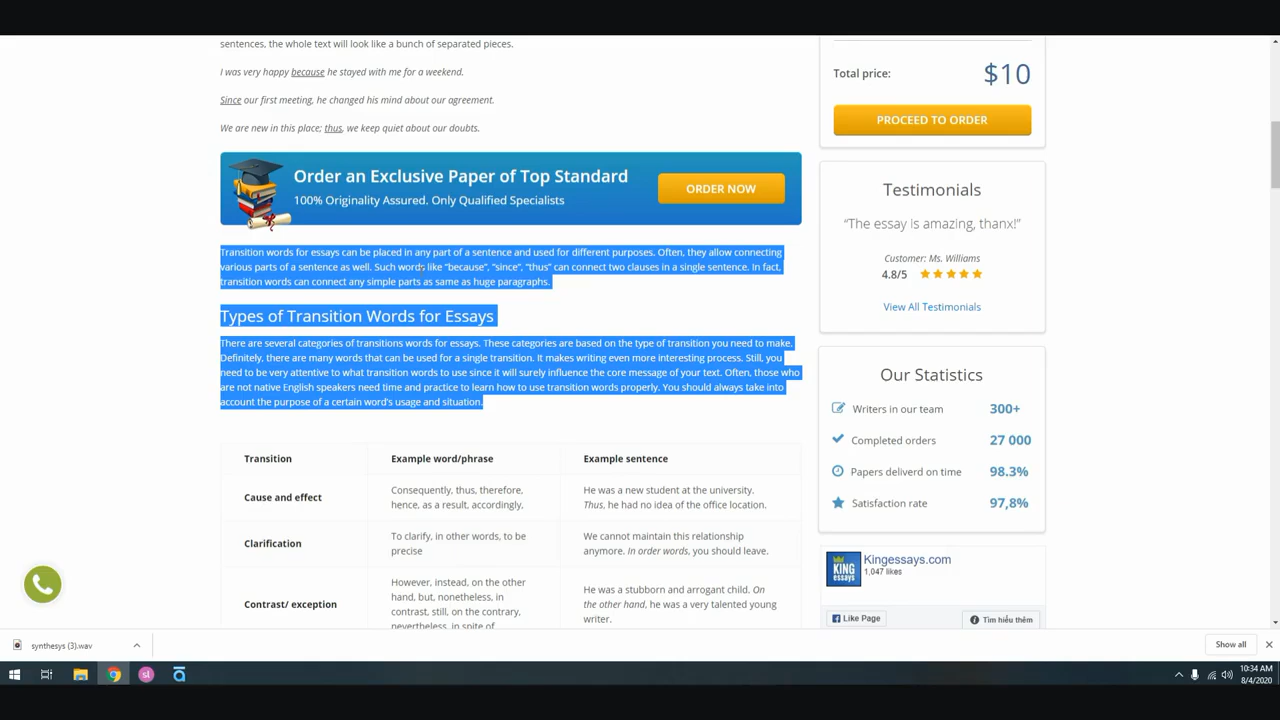 sentences, the whole text will look like a bunch of separated pieces.
I was very happy because he stayed with me for a weekend.
Since our first meeting, he changed his mind about our agreement.
We are new in this place; thus, we keep quiet about our doubts.
Order an Exclusive Paper of Top Standard
100% Originality Assured. Only Qualified Specialists
ORDER NOW
Transition words for essays can be placed in any part of a sentence and used for different purposes. Often, they allow connecting
various parts of a sentence as well. Such words like "because", "since", "thus" can connect two clauses in a single sentence. In fact,
transition words can connect any simple parts as same as huge paragraphs.
Types of Transition Words for Essays
There are several categories of transitions words for essays. These categories are based on the type of transition you need to make.
Definitely, there are many words that can be used for a single transition. It makes writing even more interesting process. Still, you
need to be very attentive to what transition words to use since it will surely influence the core message of your text. Often, those who
are not native English speakers need time and practice to learn how to use transition words properly. You should always take into
account the purpose of a certain word's usage and situation.
Transition Example word/phrase Example sentence
Cause and effect
Consequently, thus, therefore,
hence, as a result, accordingly,
He was a new student at the university.
Thus, he had no idea of the office location.
Clarification
To clarify, in other words, to be
precise
We cannot maintain this relationship
anymore. In order words, you should leave.
Contrast/ exception
However, instead, on the other
hand, but, nonetheless, in
contrast, still, on the contrary,
nevertheless, in spite of
He was a stubborn and arrogant child. On
the other hand, he was a very talented young
writer.
Total price: $10
PROCEED TO ORDER
Testimonials
"The essay is amazing, thanx!"
Customer: Ms. Williams
4.8/5
View All Testimonials
Our Statistics
Writers in our team 300+
Completed orders 27 000
Papers deliverd on time 98.3%
Satisfaction rate 97,8%
KING
essays
Kingessays.com
1,047 likes
Like Page
Tìm hiểu thêm
synthesys (3).wav
Show all
sl
10:34 AM
8/4/2020